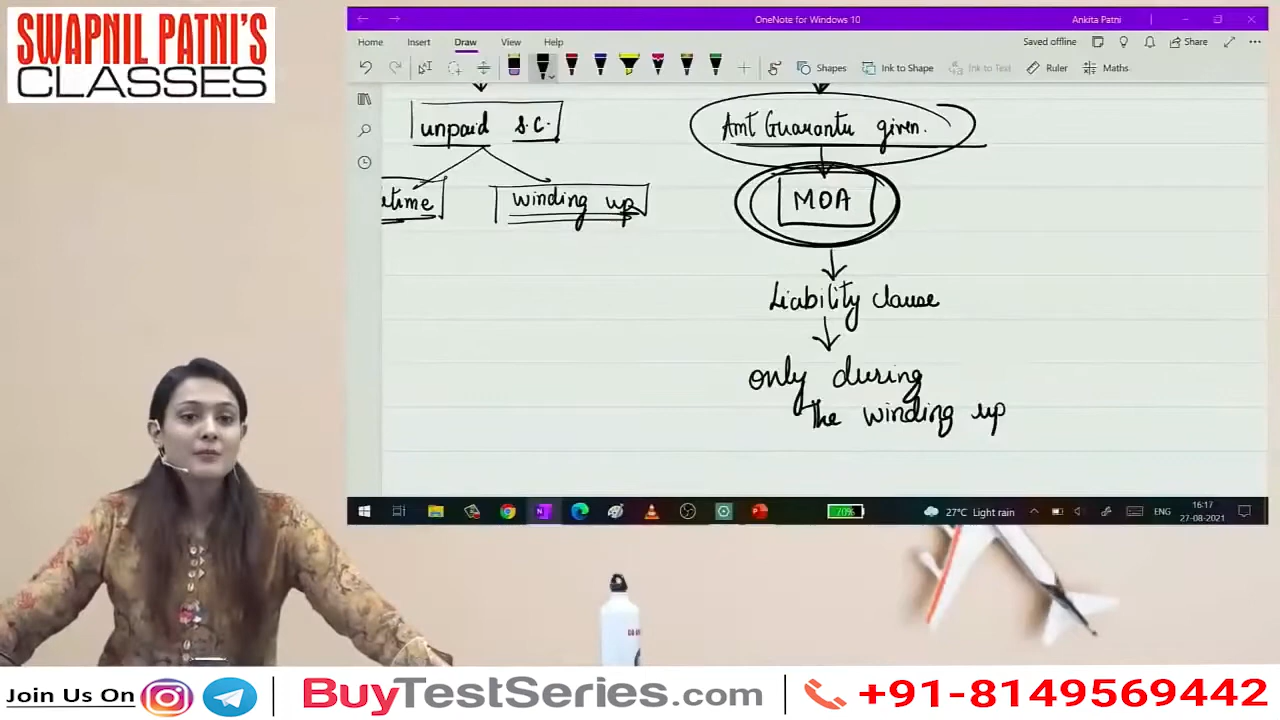 SWAPNIL PATNI'S
CLASSES
OneNote for Windows 10
Ankita Patni
Home Insert Draw View Help
Saved offline
Share
Shapes
Ink to Shape
Ink to Text
Ruler
Maths
unpaid S.C.
winding up
Amt Guarantu given.
MOA
Liability clause
only during
the winding up
70%
27°C Light rain
ENG
16:17
27-08-2021
Join Us On
BuyTestSeries.com
+91-8149569442